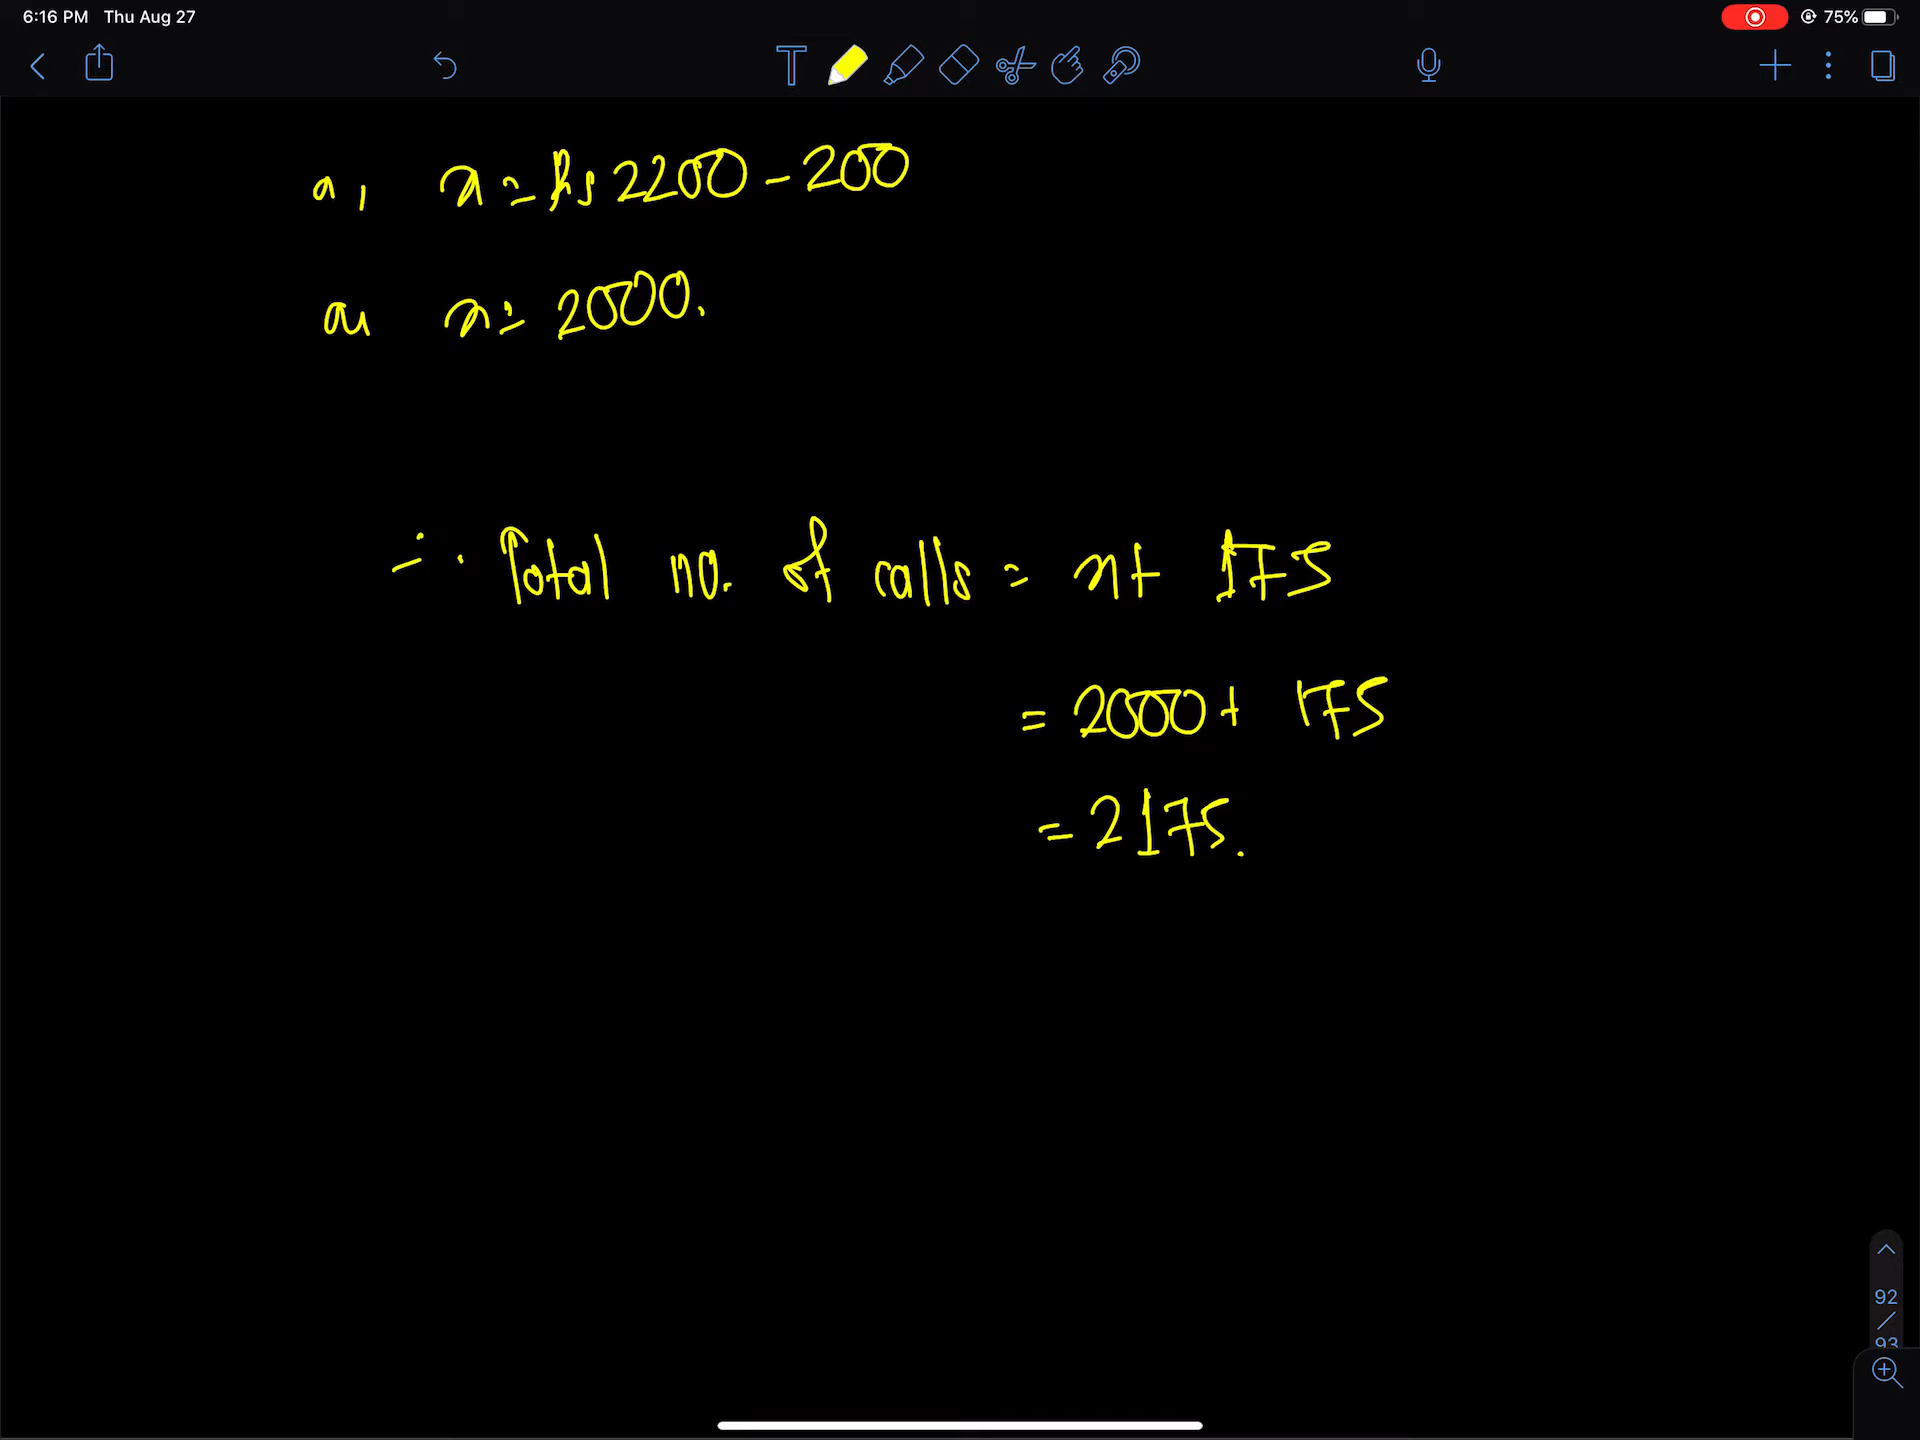 6:16 PM Thu Aug 27
75%
T
x = Rs 2200 - 200
x = 2000.
∴ Total no. of calls = x + 175
= 2000 + 175
= 2175.
92
/
93